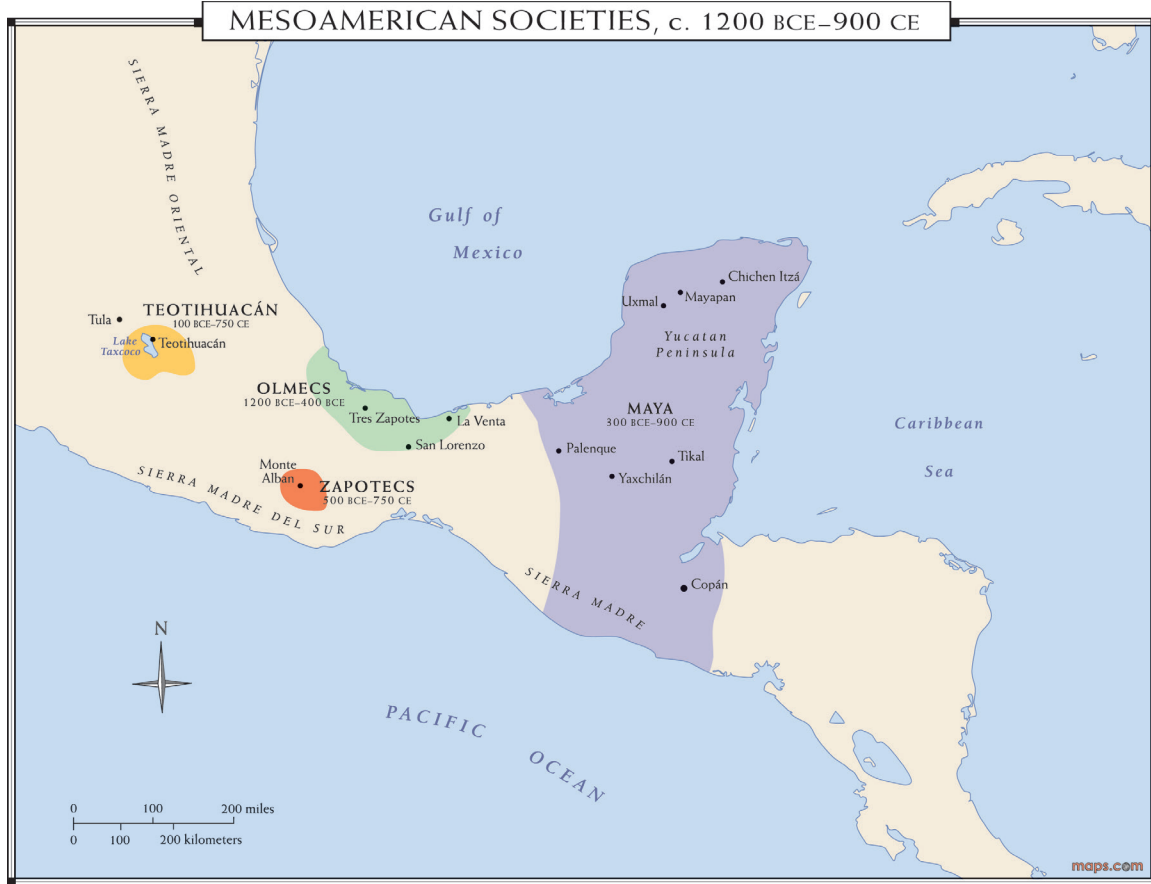 MESOAMERICAN SOCIETIES, c. 1200 BCE–900 CE
SIERRA MADRE ORIENTAL
Gulf of
Mexico
Chichen Itzá
Mayapan
Uxmal
Yucatan
Peninsula
TEOTIHUACÁN
100 BCE–750 CE
Tula
Lake
Taxcoco
Teotihuacán
OLMECS
1200 BCE–400 BCE
Tres Zapotes
La Venta
San Lorenzo
MAYA
300 BCE–900 CE
Palenque
Tikal
Yaxchilán
Caribbean
Sea
Monte
Alban
ZAPOTECS
500 BCE–750 CE
SIERRA MADRE DEL SUR
SIERRA MADRE
Copán
N
PACIFIC
OCEAN
0 100 200 miles
0 100 200 kilometers
maps.com